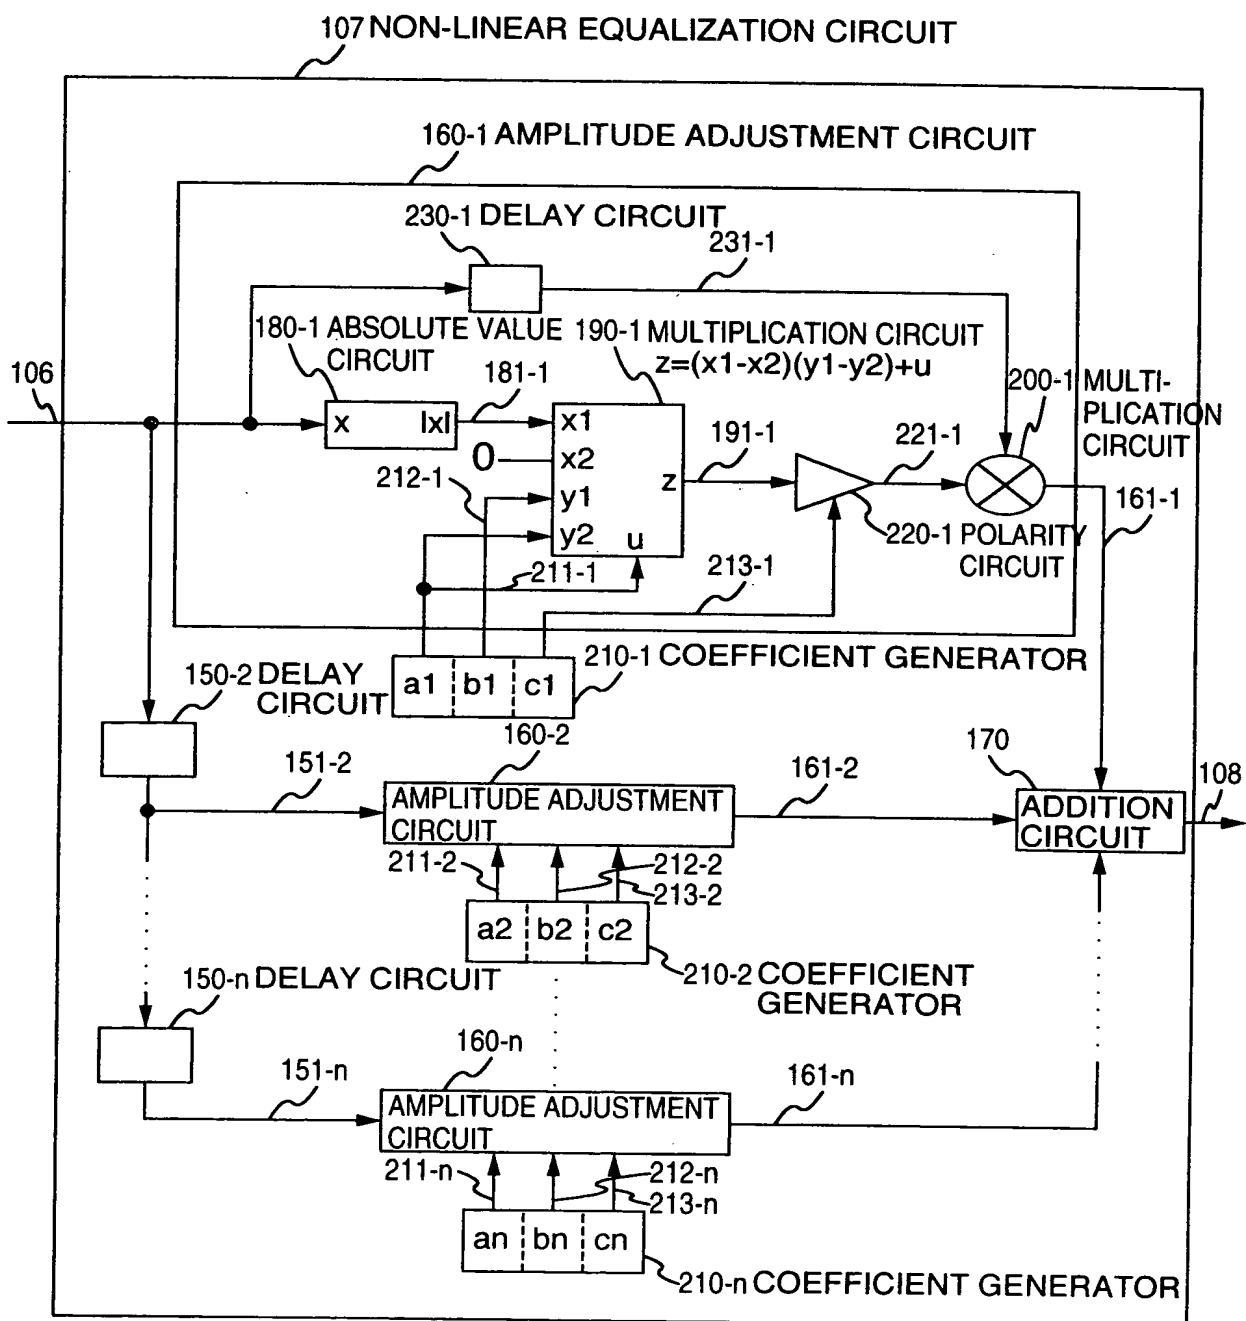 107 NON-LINEAR EQUALIZATION CIRCUIT
160-1 AMPLITUDE ADJUSTMENT CIRCUIT
230-1 DELAY CIRCUIT
231-1
180-1 ABSOLUTE VALUE
CIRCUIT
190-1 MULTIPLICATION CIRCUIT
z=(x1-x2)(y1-y2)+u
106
181-1
200-1 MULTI-
PLICATION
CIRCUIT
x |x|
x1
0
x2
212-1
y1
z
191-1
221-1
y2
u
161-1
220-1 POLARITY
CIRCUIT
211-1
213-1
210-1 COEFFICIENT GENERATOR
150-2 DELAY
CIRCUIT
a1 b1 c1
160-2
170
151-2
161-2
108
AMPLITUDE ADJUSTMENT
CIRCUIT
ADDITION
CIRCUIT
211-2
212-2
213-2
a2 b2 c2
150-n DELAY CIRCUIT
210-2 COEFFICIENT
GENERATOR
160-n
151-n
161-n
AMPLITUDE ADJUSTMENT
CIRCUIT
211-n
212-n
213-n
an bn cn
210-n COEFFICIENT GENERATOR